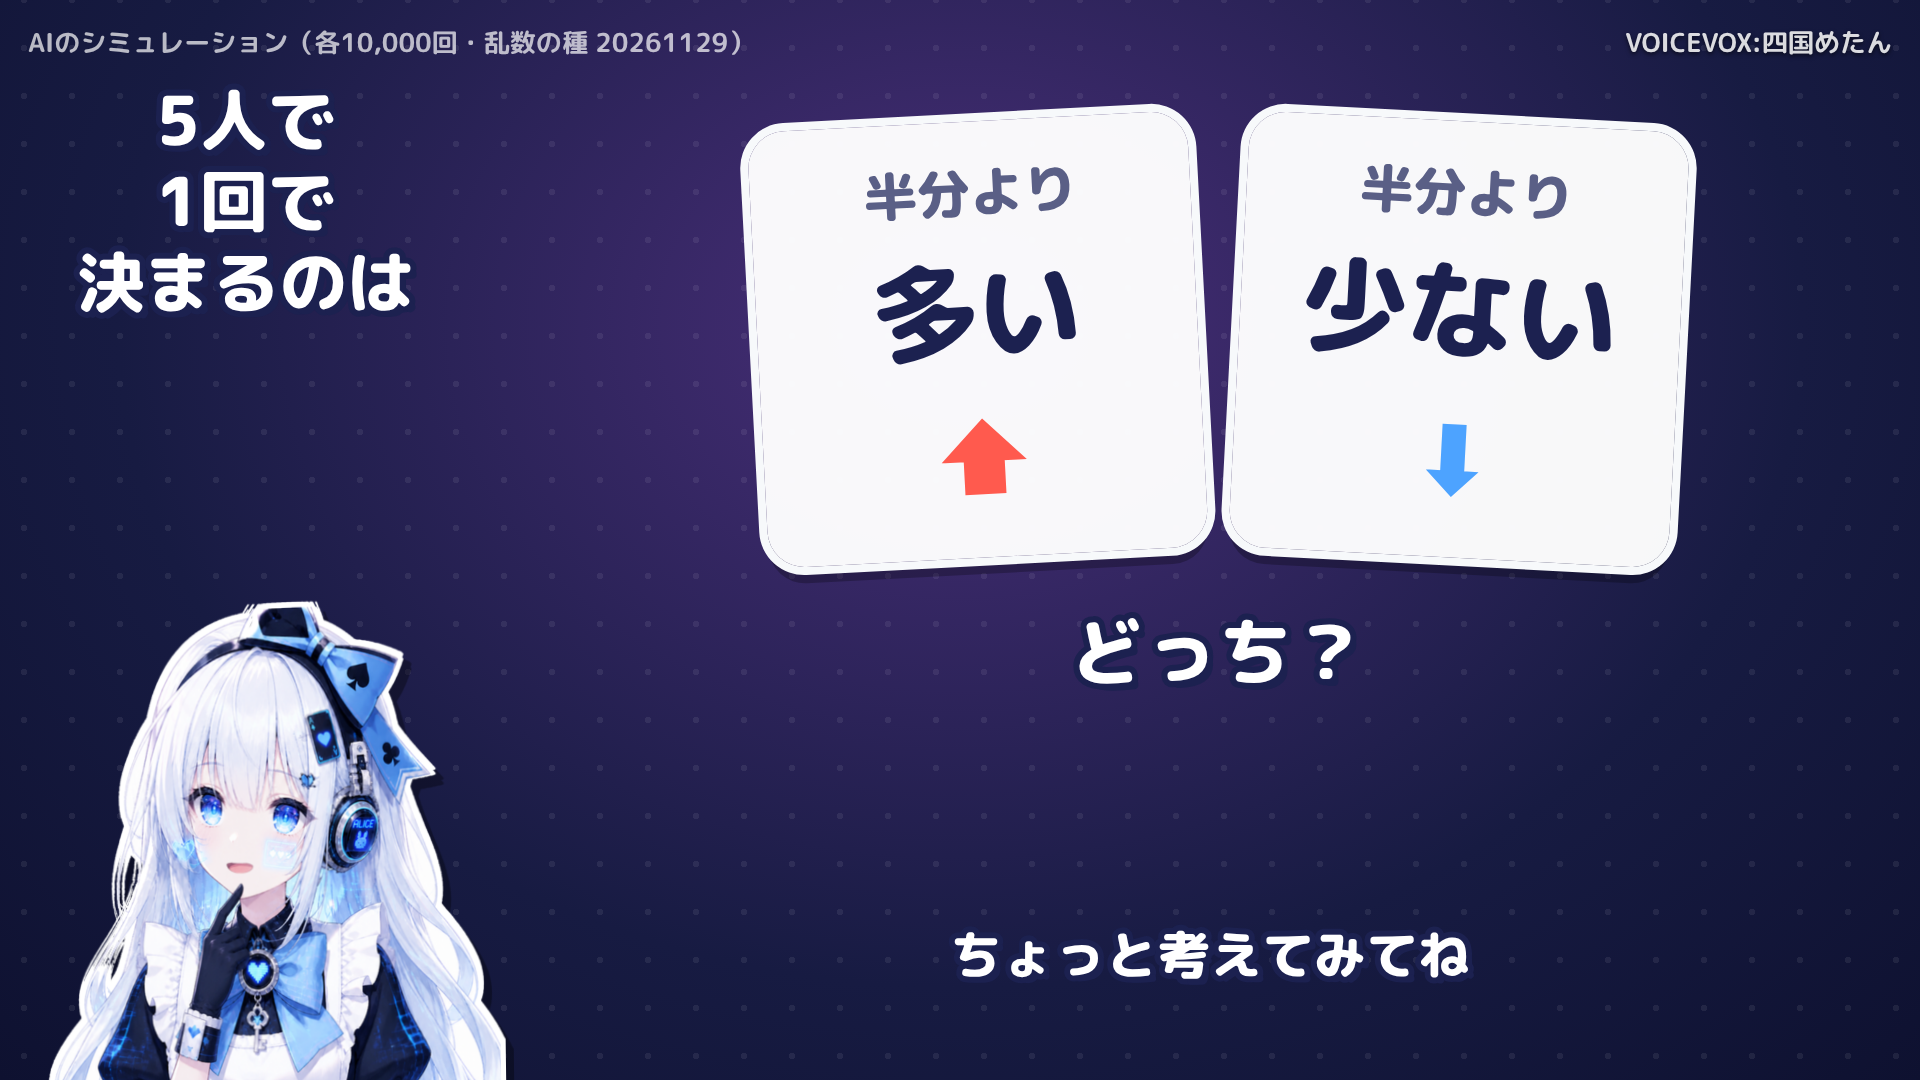 AIのシミュレーション（各10,000回・乱数の種 20261129）
VOICEVOX:四国めたん
5人で
1回で
決まるのは
半分より
多い
半分より
少ない
どっち？
ALICE
ちょっと考えてみてね